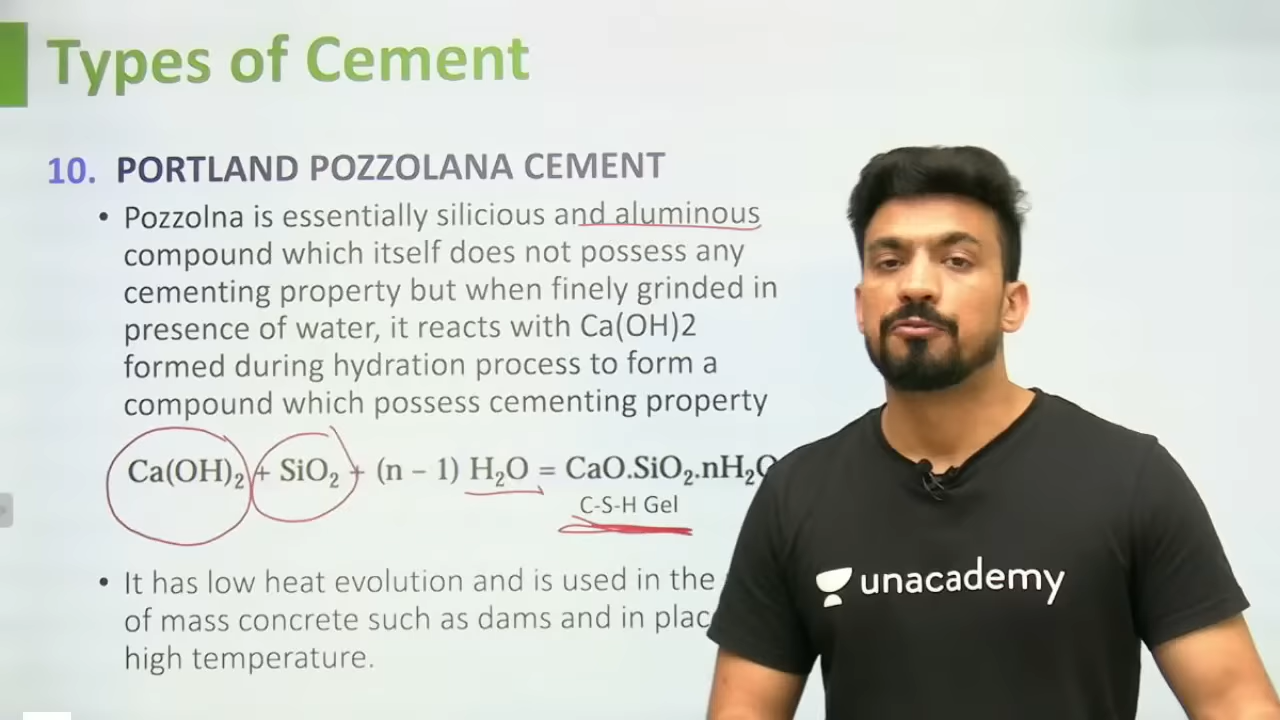 Types of Cement
10. PORTLAND POZZOLANA CEMENT
• Pozzolna is essentially silicious and aluminous
compound which itself does not possess any
cementing property but when finely grinded in
presence of water, it reacts with Ca(OH)2
formed during hydration process to form a
compound which possess cementing property
Ca(OH)₂ + SiO₂ + (n – 1) H₂O = CaO.SiO₂.nH₂O
C-S-H Gel
• It has low heat evolution and is used in the
of mass concrete such as dams and in
high temperature.
unacademy